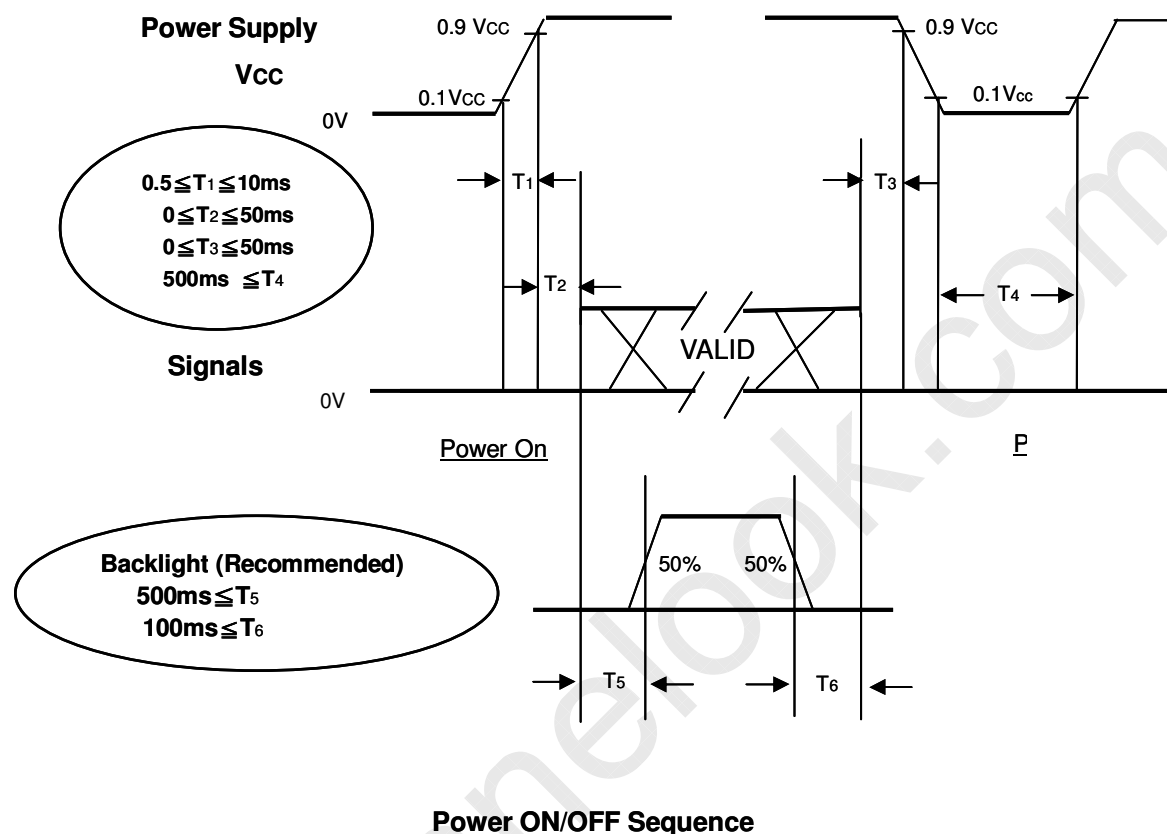 Power Supply
VCC
0.9 VCC
0.9 VCC
0.1VCC
0.1Vcc
0V
0.5≦T1≦10ms
0≦T2≦50ms
0≦T3≦50ms
500ms ≦T4
T1
T3
T2
T4
VALID
Signals
0V
Power On
P
Backlight (Recommended)
500ms≦T5
100ms≦T6
50%
50%
T5
T6
Power ON/OFF Sequence
nelook.com